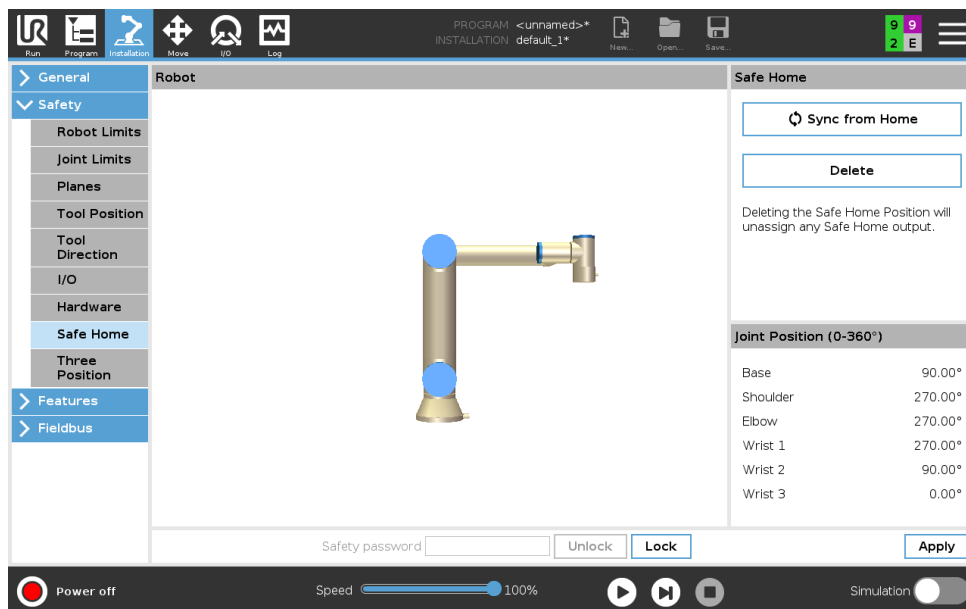 UR
Run
Program
Installation
Move
I/O
Log
PROGRAM <unnamed>*
INSTALLATION default_1*
New...
Open...
Save...
9 9
2 E
General
Robot
Safe Home
Safety
Robot Limits
Joint Limits
Planes
Tool Position
Tool
Direction
I/O
Hardware
Safe Home
Three
Position
Features
Fieldbus
Sync from Home
Delete
Deleting the Safe Home Position will
unassign any Safe Home output.
Joint Position (0-360°)
Base 90.00°
Shoulder 270.00°
Elbow 270.00°
Wrist 1 270.00°
Wrist 2 90.00°
Wrist 3 0.00°
Safety password
Unlock
Lock
Apply
Power off
Speed
100%
Simulation